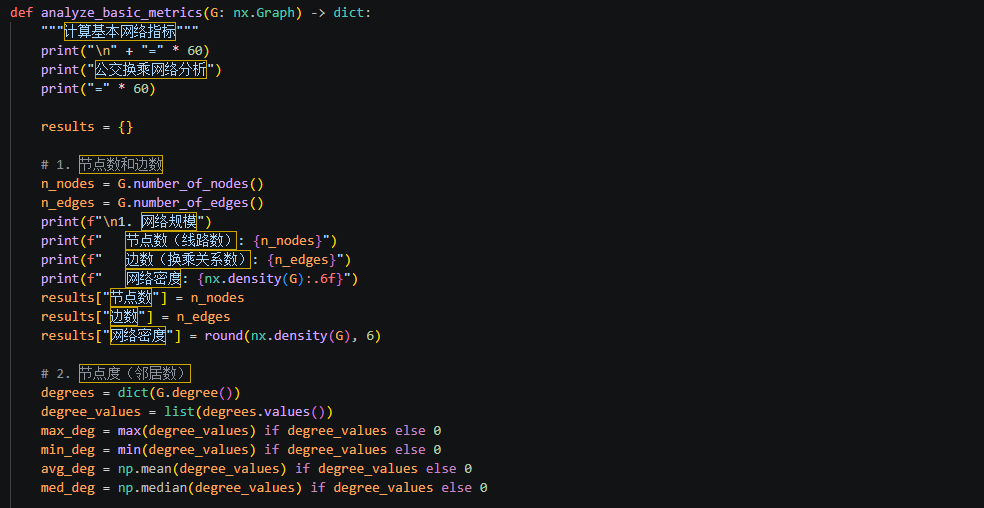 def analyze_basic_metrics(G: nx.Graph) -> dict:
    """计算基本网络指标"""
    print("\n" + "=" * 60)
    print("公交换乘网络分析")
    print("=" * 60)

    results = {}

    # 1. 节点数和边数
    n_nodes = G.number_of_nodes()
    n_edges = G.number_of_edges()
    print(f"\n1. 网络规模")
    print(f"   节点数（线路数）: {n_nodes}")
    print(f"   边数（换乘关系数）: {n_edges}")
    print(f"   网络密度: {nx.density(G):.6f}")
    results["节点数"] = n_nodes
    results["边数"] = n_edges
    results["网络密度"] = round(nx.density(G), 6)

    # 2. 节点度（邻居数）
    degrees = dict(G.degree())
    degree_values = list(degrees.values())
    max_deg = max(degree_values) if degree_values else 0
    min_deg = min(degree_values) if degree_values else 0
    avg_deg = np.mean(degree_values) if degree_values else 0
    med_deg = np.median(degree_values) if degree_values else 0